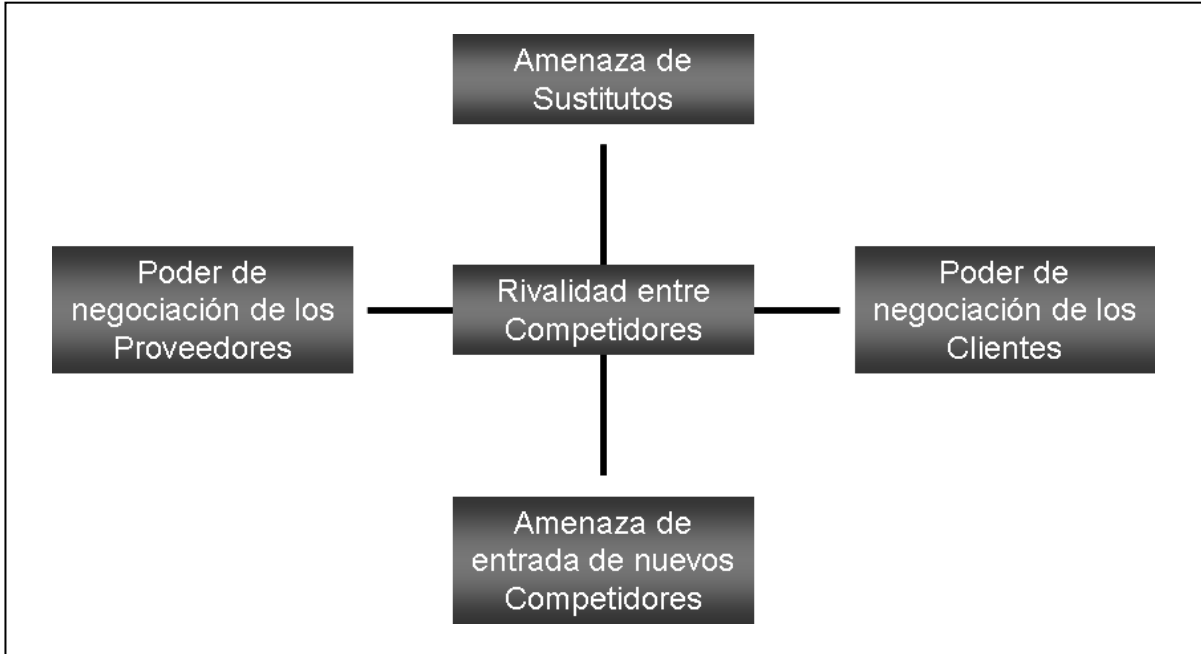 Amenaza de
Sustitutos
Poder de
negociación de los
Proveedores
Rivalidad entre
Competidores
Poder de
negociación de los
Clientes
Amenaza de
entrada de nuevos
Competidores